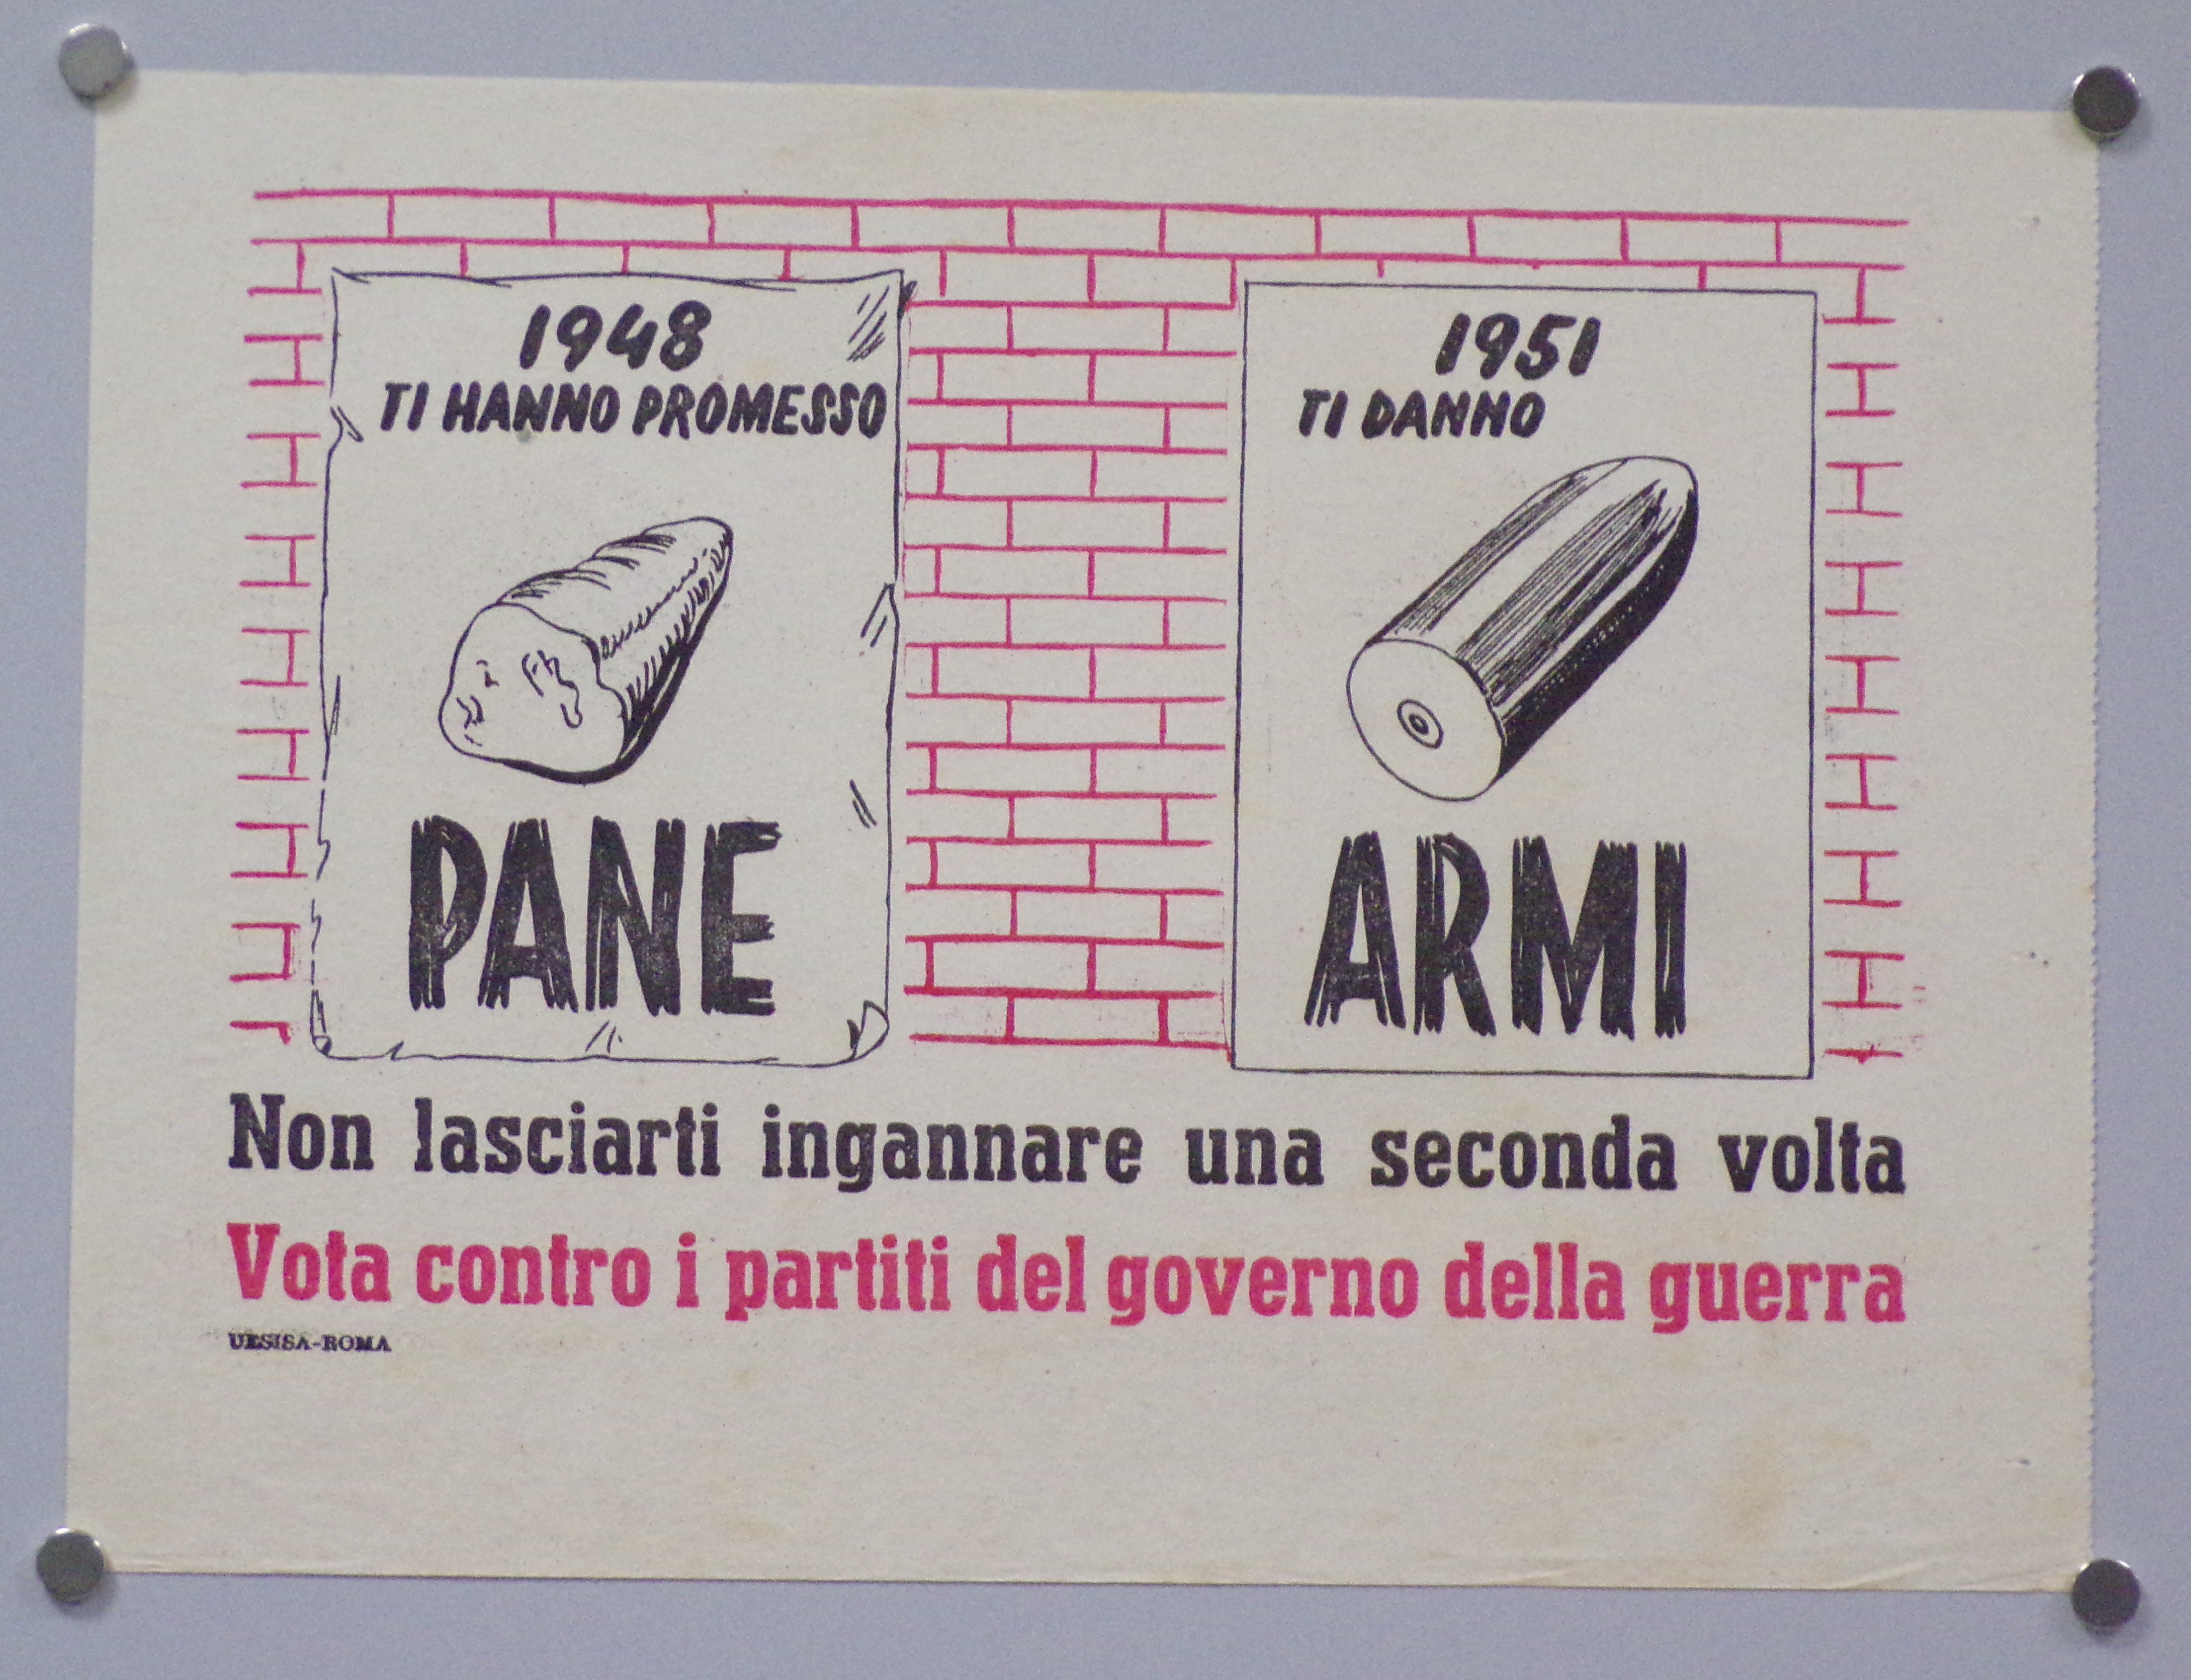 1948
TI HANNO PROMESSO
PANE
1951
TI DANNO
ARMI
Non lasciarti ingannare una seconda volta
Vota contro i partiti del governo della guerra
UESISA-ROMA